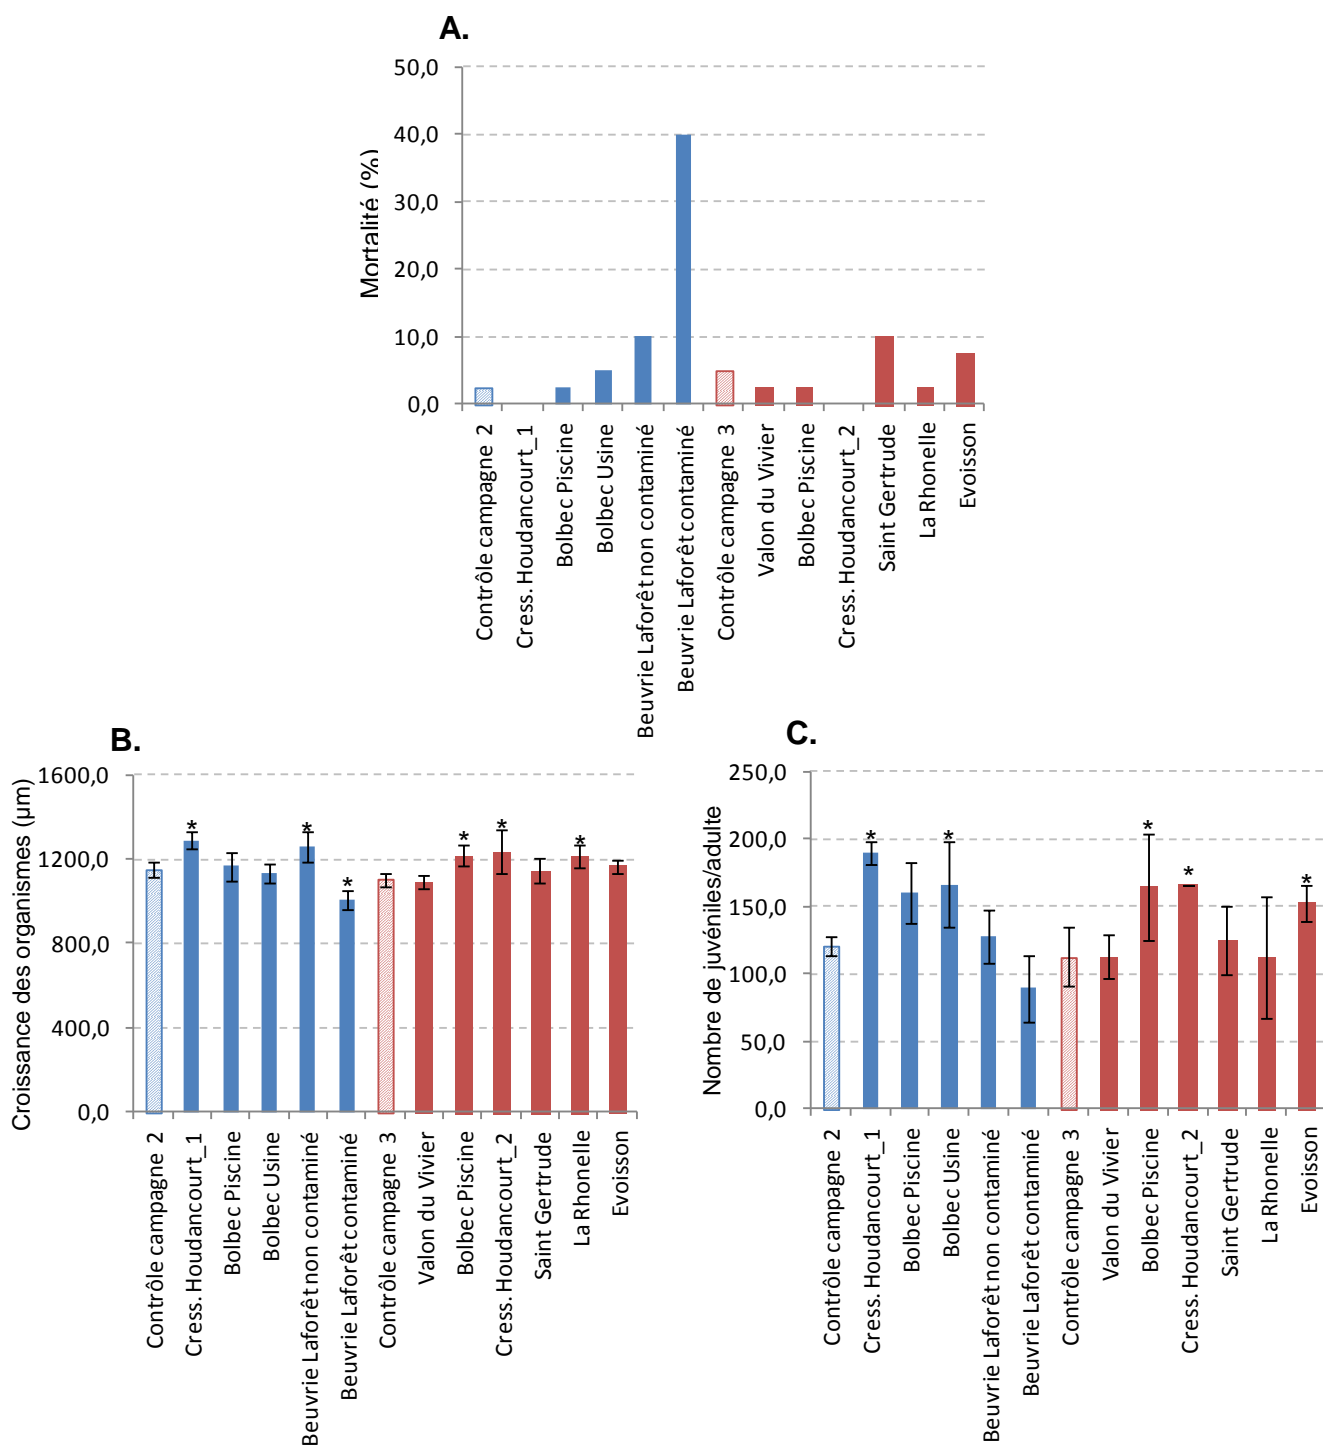 A.
50,0
40,0
30,0
20,0
10,0
0,0
Mortalité (%)
Contrôle campagne 2
Cress. Houdancourt_1
Bolbec Piscine
Bolbec Usine
Beuvrie Laforêt non contaminé
Beuvrie Laforêt contaminé
Contrôle campagne 3
Valon du Vivier
Bolbec Piscine
Cress. Houdancourt_2
Saint Gertrude
La Rhonelle
Evoisson
B.
1600,0
1200,0
800,0
400,0
0,0
Croissance des organismes (µm)
* * * * * *
Contrôle campagne 2
Cress. Houdancourt_1
Bolbec Piscine
Bolbec Usine
Beuvrie Laforêt non contaminé
Beuvrie Laforêt contaminé
Contrôle campagne 3
Valon du Vivier
Bolbec Piscine
Cress. Houdancourt_2
Saint Gertrude
La Rhonelle
Evoisson
C.
250,0
200,0
150,0
100,0
50,0
0,0
Nombre de juvéniles/adulte
* * * * *
Contrôle campagne 2
Cress. Houdancourt_1
Bolbec Piscine
Bolbec Usine
Beuvrie Laforêt non contaminé
Beuvrie Laforêt contaminé
Contrôle campagne 3
Valon du Vivier
Bolbec Piscine
Cress. Houdancourt_2
Saint Gertrude
La Rhonelle
Evoisson